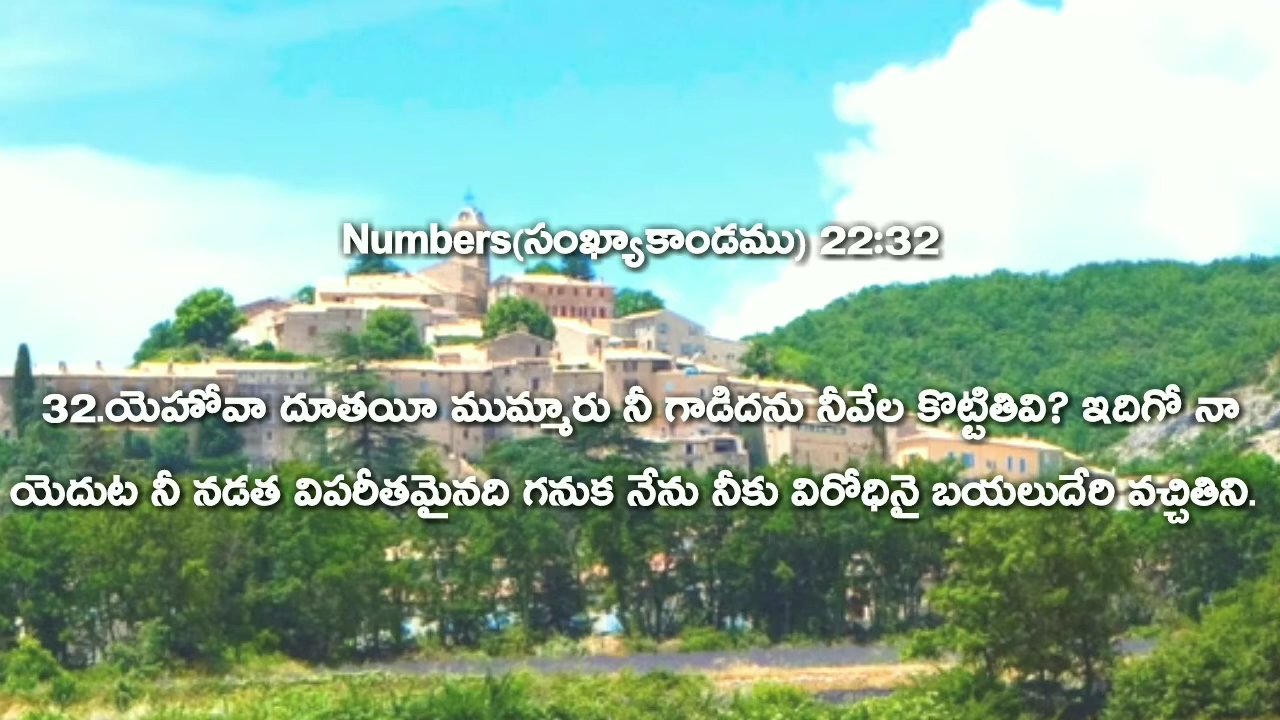 Numbers(సంఖ్యాకాండము) 22:32
32.యెహోవా దూతయీ ముమ్మారు నీ గాడిదను నీవేల కొట్టితివి? ఇదిగో నా
యెదుట నీ నడత విపరీతమైనది గనుక నేను నీకు విరోధినై బయలుదేరి వచ్చితిని.